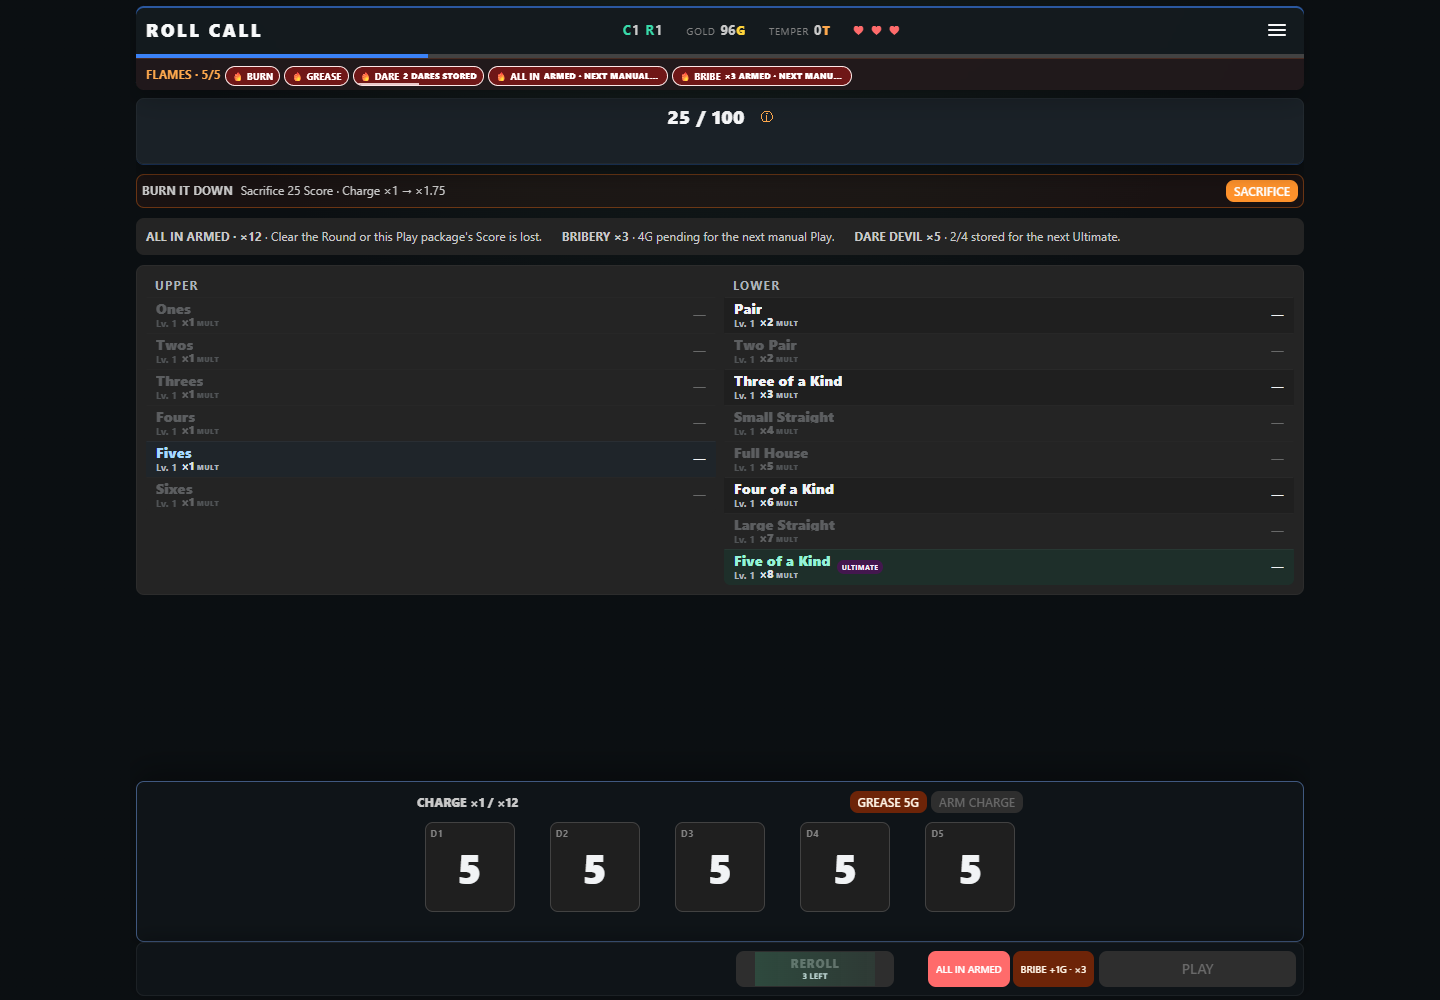 ROLL CALL
C1 R1
GOLD 96G
TEMPER 0T
FLAMES · 5/5
BURN
GREASE
DARE 2 DARES STORED
ALL IN ARMED · NEXT MANUAL...
BRIBE ×3 ARMED · NEXT MANU...
25 / 100
BURN IT DOWN Sacrifice 25 Score · Charge ×1 → ×1.75
SACRIFICE
ALL IN ARMED · ×12 · Clear the Round or this Play package's Score is lost.
BRIBERY ×3 · 4G pending for the next manual Play.
DARE DEVIL ×5 · 2/4 stored for the next Ultimate.
UPPER
Ones —
Lv. 1 ×1 MULT
Twos —
Lv. 1 ×1 MULT
Threes —
Lv. 1 ×1 MULT
Fours —
Lv. 1 ×1 MULT
Fives —
Lv. 1 ×1 MULT
Sixes —
Lv. 1 ×1 MULT
LOWER
Pair —
Lv. 1 ×2 MULT
Two Pair —
Lv. 1 ×2 MULT
Three of a Kind —
Lv. 1 ×3 MULT
Small Straight —
Lv. 1 ×4 MULT
Full House —
Lv. 1 ×5 MULT
Four of a Kind —
Lv. 1 ×6 MULT
Large Straight —
Lv. 1 ×7 MULT
Five of a Kind ULTIMATE —
Lv. 1 ×8 MULT
CHARGE ×1 / ×12
GREASE 5G
ARM CHARGE
D1 D2 D3 D4 D5
5 5 5 5 5
REROLL
3 LEFT
ALL IN ARMED
BRIBE +1G · ×3
PLAY